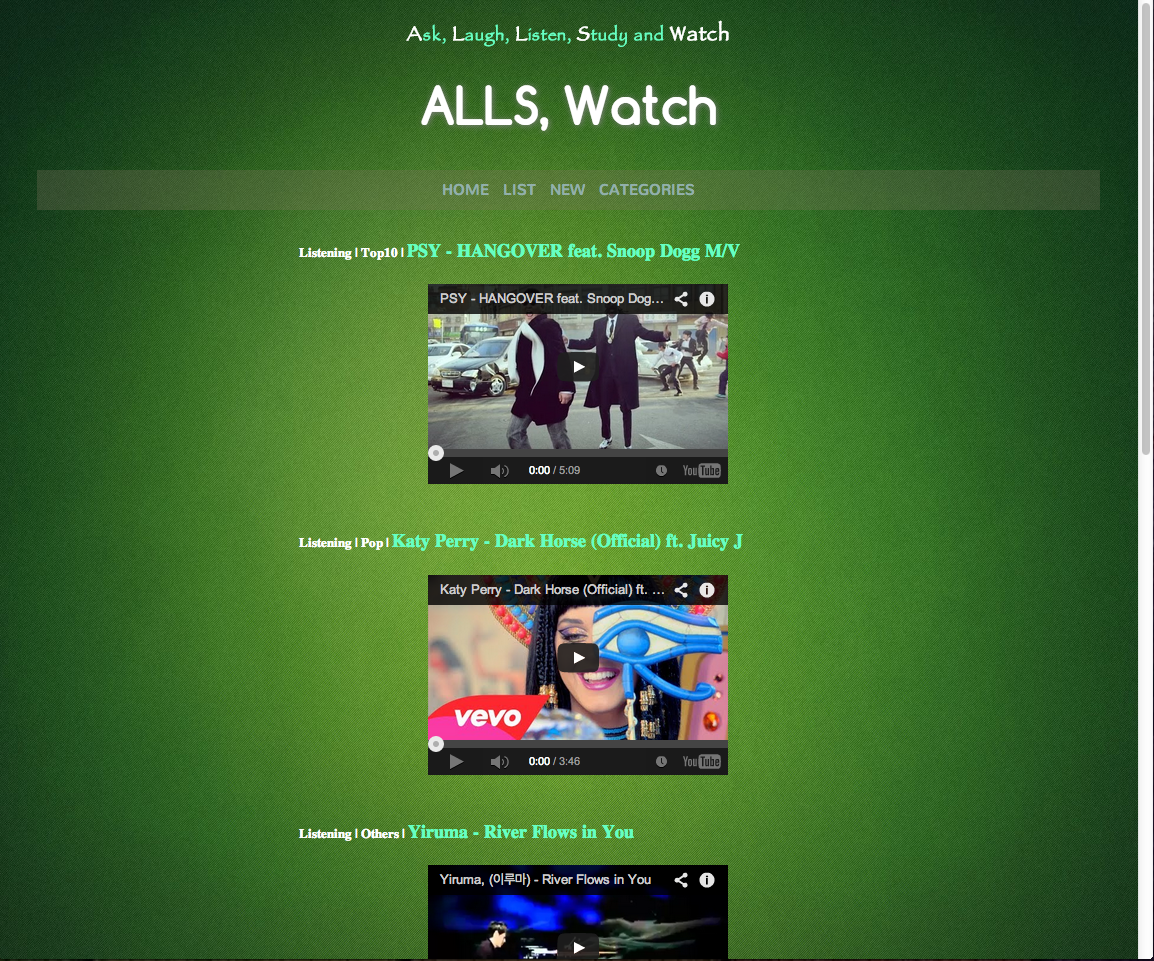 Ask, Laugh, Listen, Study and Watch
ALLS, Watch
HOME LIST NEW CATEGORIES
Listening | Top10 | PSY - HANGOVER feat. Snoop Dogg M/V
PSY - HANGOVER feat. Snoop Dog...
0:00 / 5:09
YouTube
Listening | Pop | Katy Perry - Dark Horse (Official) ft. Juicy J
Katy Perry - Dark Horse (Official) ft. ...
vevo
0:00 / 3:46
YouTube
Listening | Others | Yiruma - River Flows in You
Yiruma, (이루마) - River Flows in You